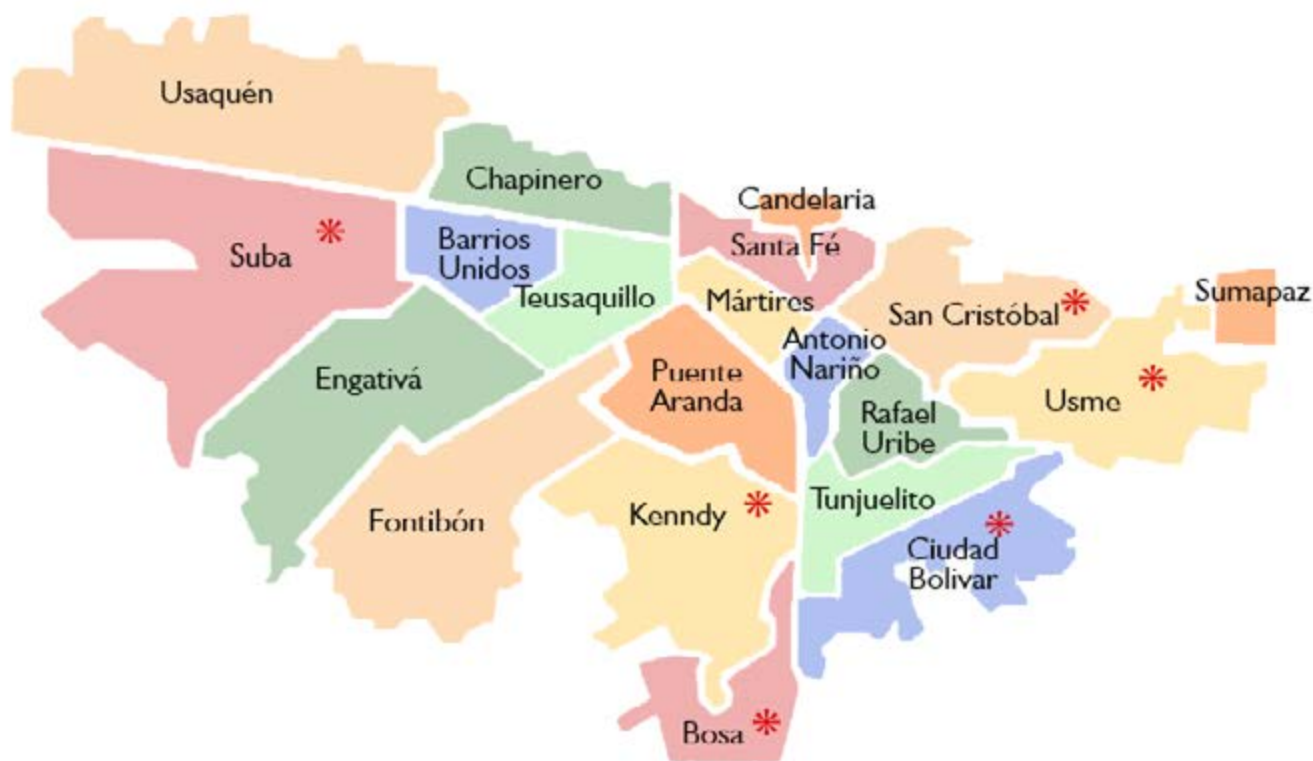 Usaquén
Chapinero
Candelaria
Suba
Barrios
Unidos
Santa Fé
Teusaquillo
Mártires
San Cristóbal
Sumapaz
Antonio
Nariño
Engativá
Puente
Aranda
Rafael
Uribe
Usme
Fontibón
Kenndy
Tunjuelito
Ciudad
Bolivar
Bosa